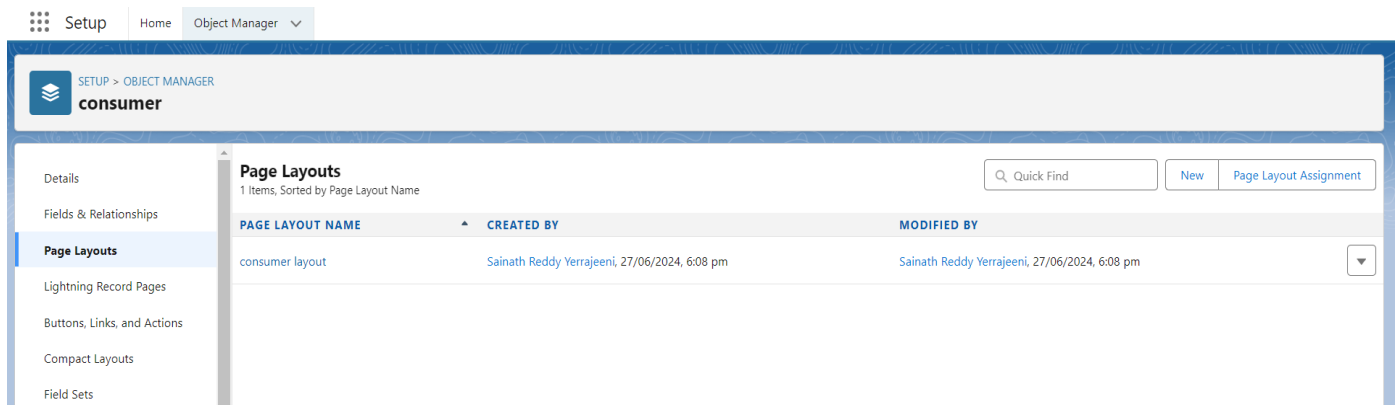 Setup Home Object Manager
SETUP > OBJECT MANAGER
consumer
Details
Fields & Relationships
Page Layouts
Lightning Record Pages
Buttons, Links, and Actions
Compact Layouts
Field Sets
Page Layouts
1 Items, Sorted by Page Layout Name
Quick Find New Page Layout Assignment
PAGE LAYOUT NAME CREATED BY MODIFIED BY
consumer layout Sainath Reddy Yerrajeeni, 27/06/2024, 6:08 pm Sainath Reddy Yerrajeeni, 27/06/2024, 6:08 pm